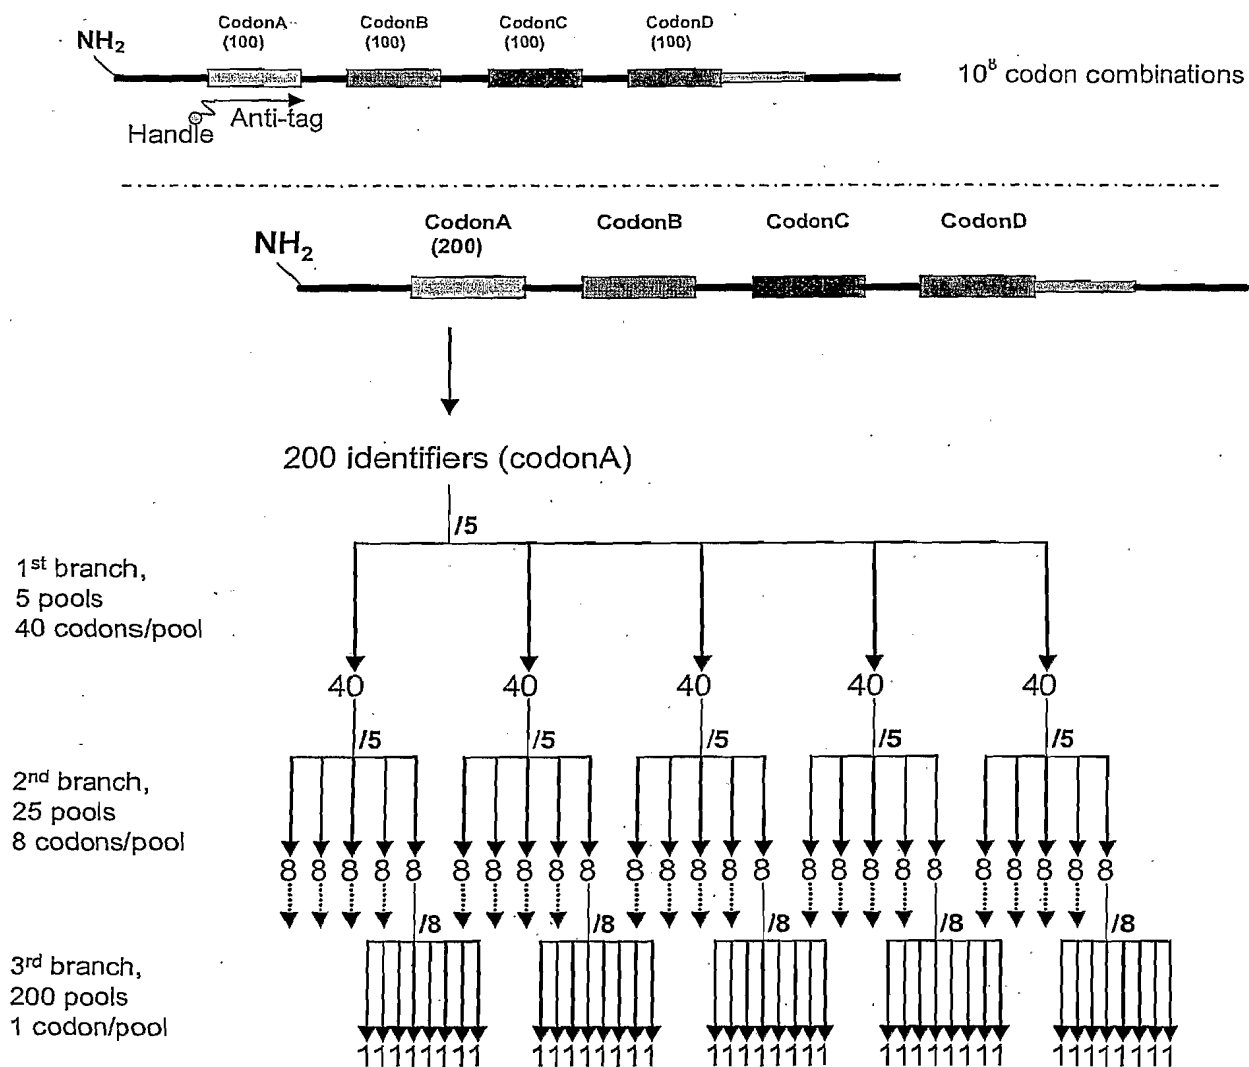 CodonA CodonB CodonC CodonD
(100) (100) (100) (100)
NH2
10⁸ codon combinations
Anti-tag
Handle
CodonA CodonB CodonC CodonD
(200)
NH2
200 identifiers (codonA)
/5
1st branch,
5 pools
40 codons/pool
40 40 40 40 40
/5 /5 /5 /5 /5
2nd branch,
25 pools
8 codons/pool
8 8 8 8 8 8 8 8 8 8 8 8 8 8 8 8 8 8 8 8 8 8 8 8 8
/8 /8 /8 /8 /8
3rd branch,
200 pools
1 codon/pool
11111111 11111111 11111111 11111111 11111111